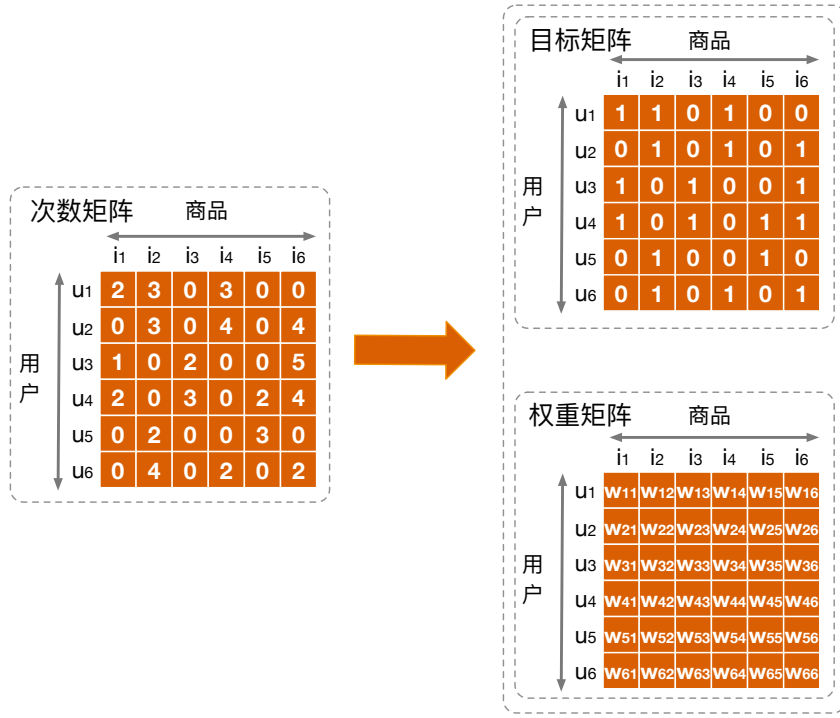 次数矩阵 商品
i1 i2 i3 i4 i5 i6
用户
u1 2 3 0 3 0 0
u2 0 3 0 4 0 4
u3 1 0 2 0 0 5
u4 2 0 3 0 2 4
u5 0 2 0 0 3 0
u6 0 4 0 2 0 2
目标矩阵 商品
i1 i2 i3 i4 i5 i6
用户
u1 1 1 0 1 0 0
u2 0 1 0 1 0 1
u3 1 0 1 0 0 1
u4 1 0 1 0 1 1
u5 0 1 0 0 1 0
u6 0 1 0 1 0 1
权重矩阵 商品
i1 i2 i3 i4 i5 i6
用户
u1 w11 w12 w13 w14 w15 w16
u2 w21 w22 w23 w24 w25 w26
u3 w31 w32 w33 w34 w35 w36
u4 w41 w42 w43 w44 w45 w46
u5 w51 w52 w53 w54 w55 w56
u6 w61 w62 w63 w64 w65 w66